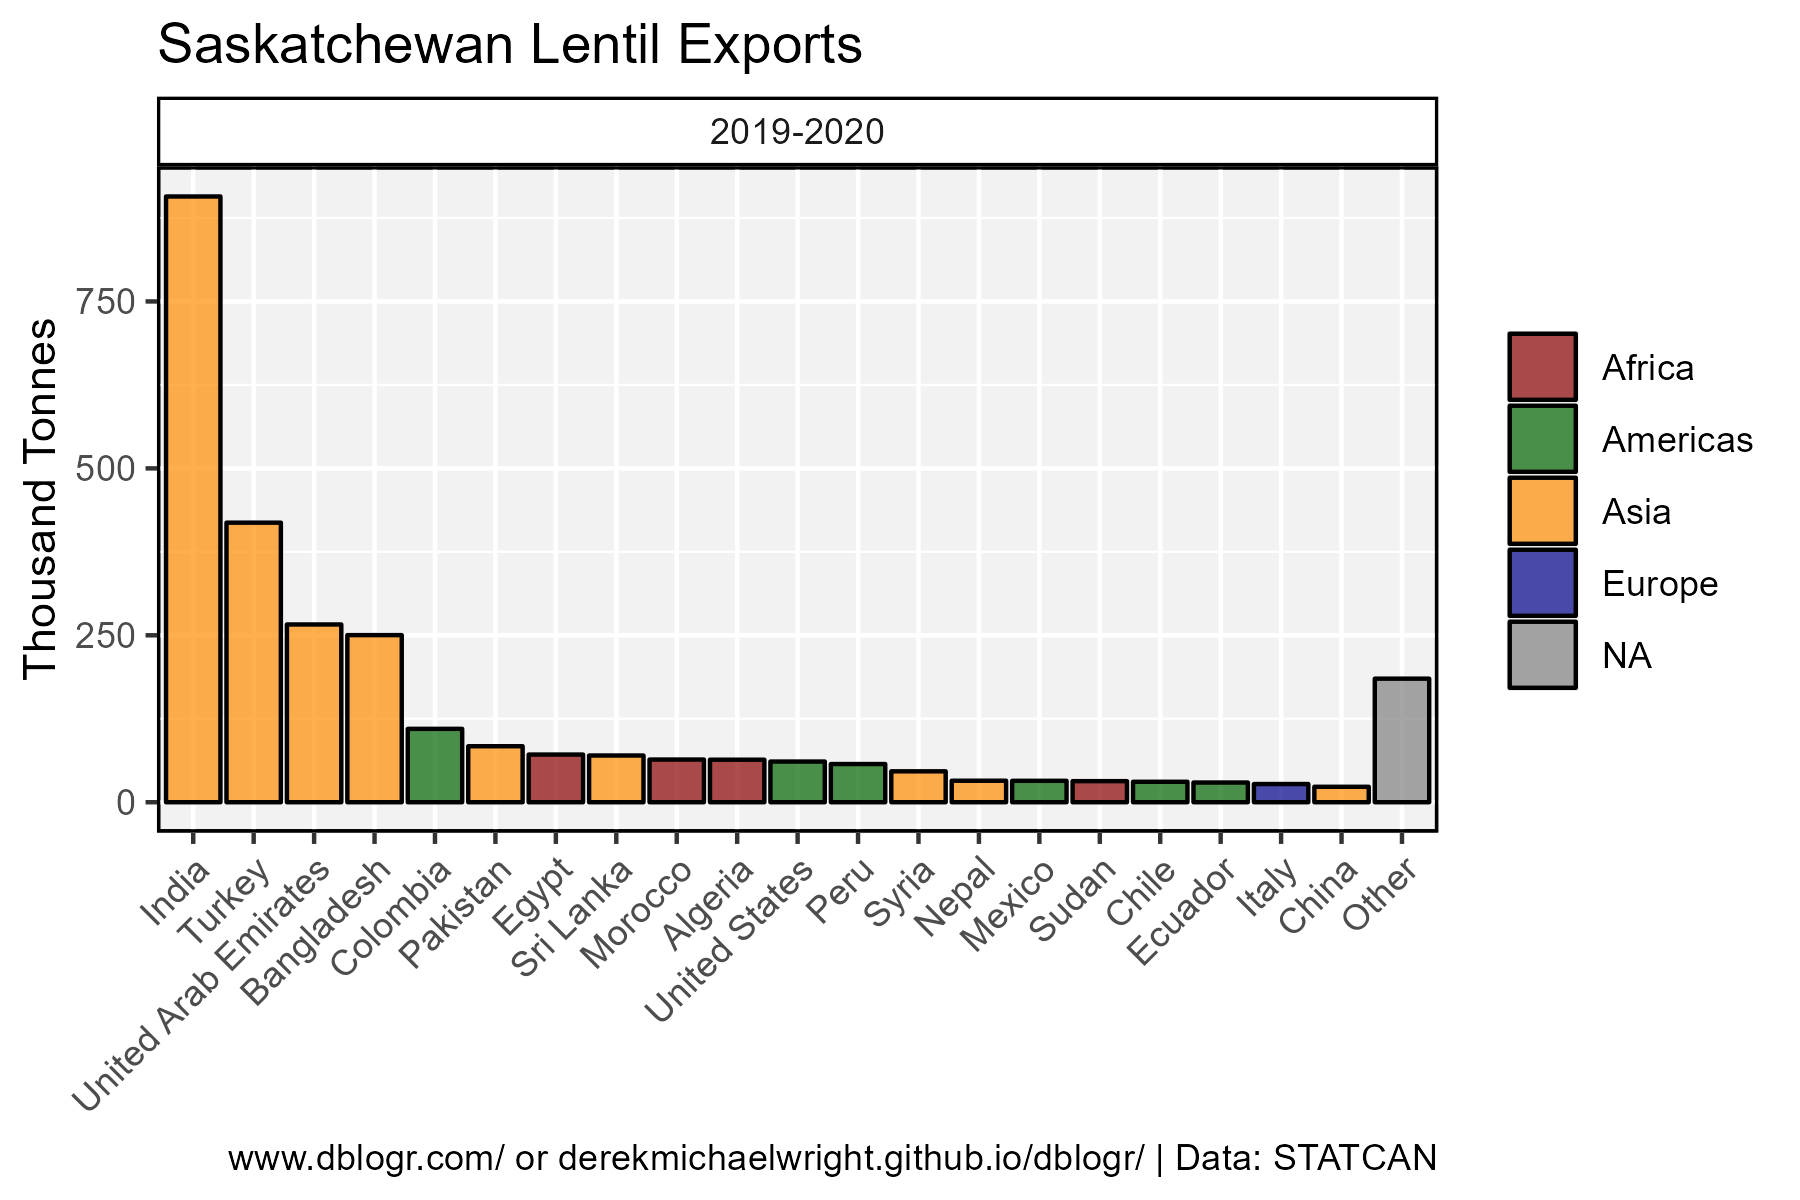 Saskatchewan Lentil Exports
2019-2020
Thousand Tonnes
750
500
250
0
India
Turkey
United Arab Emirates
Bangladesh
Colombia
Pakistan
Egypt
Sri Lanka
Morocco
Algeria
United States
Peru
Syria
Nepal
Mexico
Sudan
Chile
Ecuador
Italy
China
Other
Africa
Americas
Asia
Europe
NA
www.dblogr.com/ or derekmichaelwright.github.io/dblogr/ | Data: STATCAN